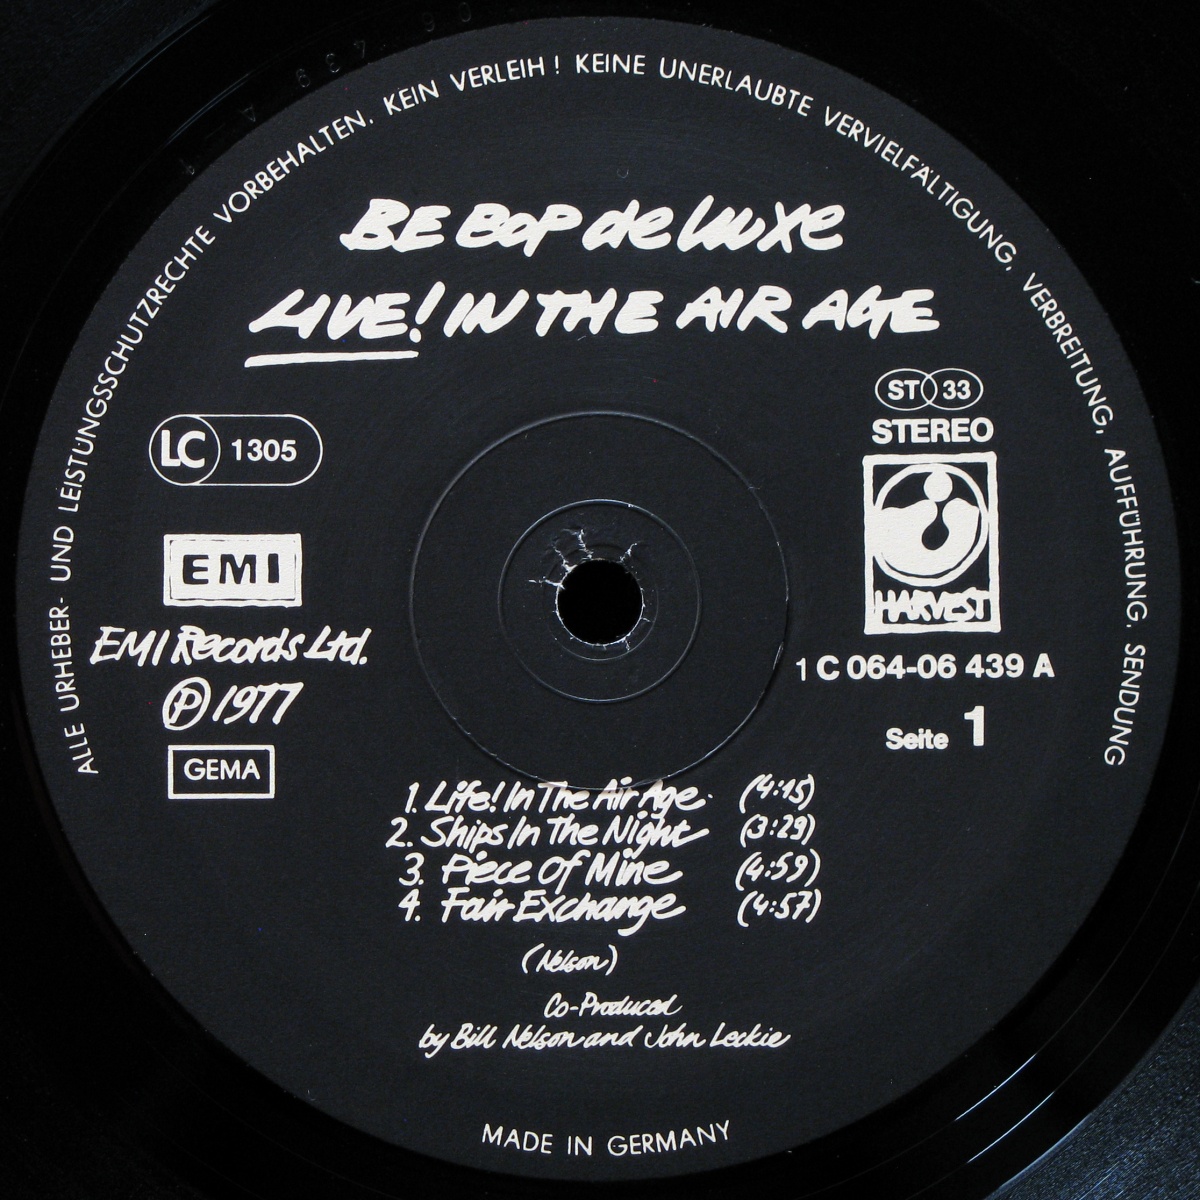 ALLE URHEBER- UND LEISTUNGSSCHUTZRECHTE VORBEHALTEN. KEIN VERLEIH! KEINE UNERLAUBTE VERVIELFÄLTIGUNG, VERBREITUNG, AUFFÜHRUNG, SENDUNG
BE BOP de luxe
LIVE! IN THE AIR AGE
LC 1305
EMI
EMI Records Ltd.
℗ 1977
GEMA
ST 33
STEREO
HARVEST
1 C 064-06 439 A
Seite 1
1. Life! In The Air Age. (4:15)
2. Ships In The Night (3:29)
3. Piece Of Mine (4:59)
4. Fair Exchange (4:57)
(Nelson)
Co-Produced
by Bill Nelson and John Leckie
MADE IN GERMANY